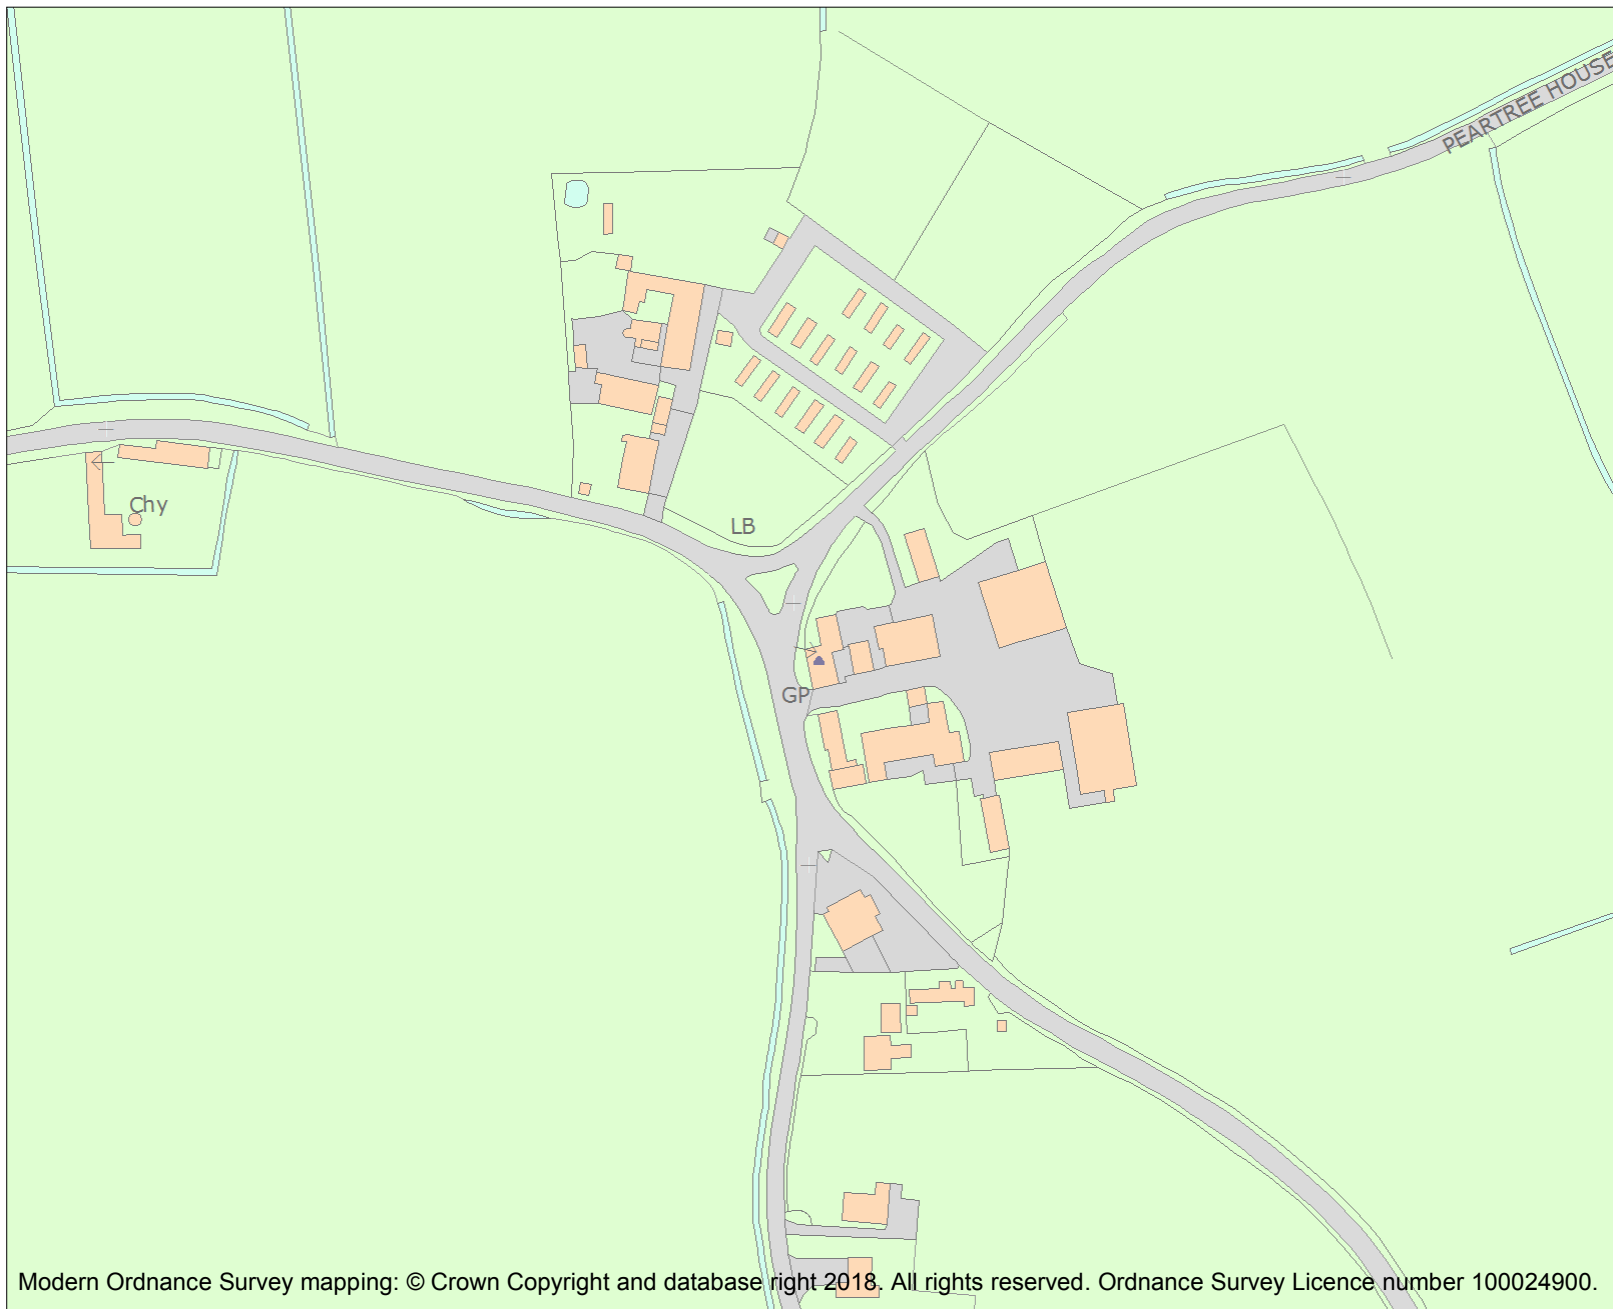 PEARTREE HOUSE
Chy
LB
GP
Modern Ordnance Survey mapping: © Crown Copyright and database right 2018. All rights reserved. Ordnance Survey Licence number 100024900.